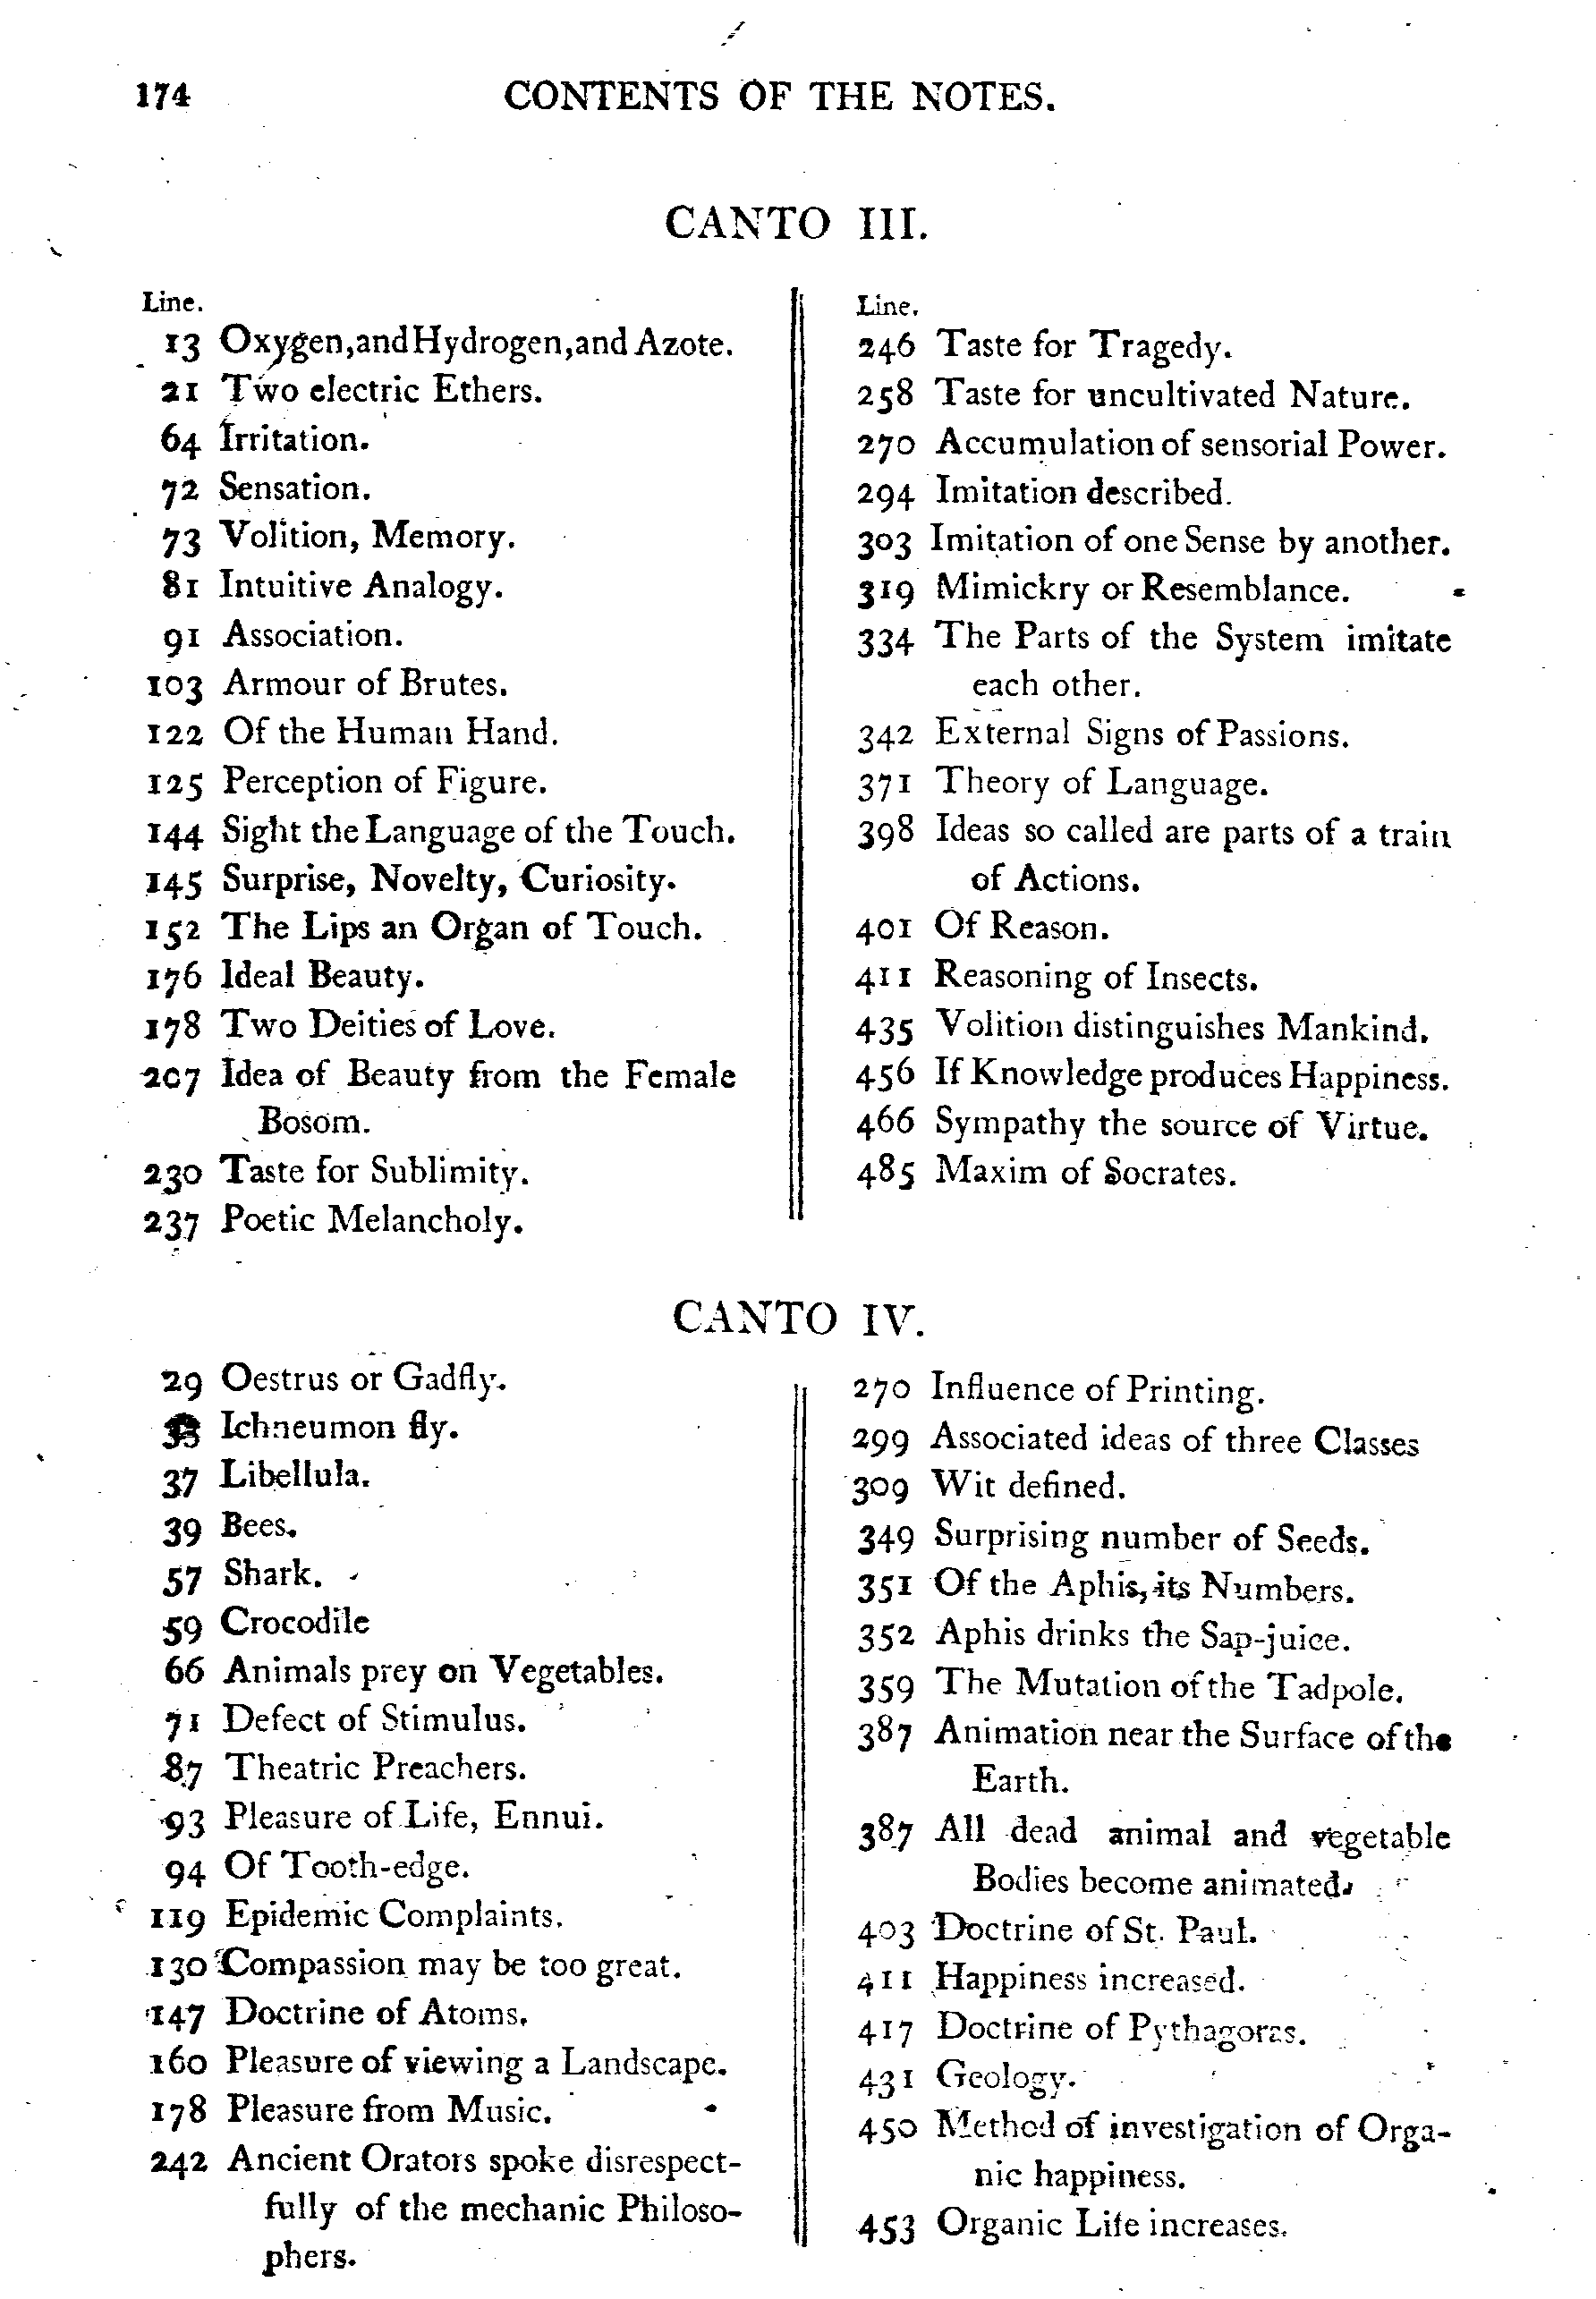 174
CONTENTS OF THE NOTES.
CANTO III.
Line.
13 Oxygen, and Hydrogen, and Azote.
21 Two electric Ethers.
64 Irritation.
72 Sensation.
73 Volition, Memory.
81 Intuitive Analogy.
91 Association.
103 Armour of Brutes.
122 Of the Human Hand.
125 Perception of Figure.
144 Sight the Language of the Touch.
145 Surprise, Novelty, Curiosity.
152 The Lips an Organ of Touch.
176 Ideal Beauty.
178 Two Deities of Love.
207 Idea of Beauty from the Female
Bosom.
230 Taste for Sublimity.
237 Poetic Melancholy.
Line.
246 Taste for Tragedy.
258 Taste for uncultivated Nature.
270 Accumulation of sensorial Power.
294 Imitation described.
303 Imitation of one Sense by another.
319 Mimickry or Resemblance.
334 The Parts of the System imitate
each other.
342 External Signs of Passions.
371 Theory of Language.
398 Ideas so called are parts of a train
of Actions.
401 Of Reason.
411 Reasoning of Insects.
435 Volition distinguishes Mankind.
456 If Knowledge produces Happiness.
466 Sympathy the source of Virtue.
485 Maxim of Socrates.
CANTO IV.
29 Oestrus or Gadfly.
Ichneumon fly.
37 Libellula.
39 Bees.
57 Shark.
59 Crocodile
66 Animals prey on Vegetables.
71 Defect of Stimulus.
87 Theatric Preachers.
93 Pleasure of Life, Ennui.
94 Of Tooth-edge.
119 Epidemic Complaints.
130 Compassion may be too great.
147 Doctrine of Atoms.
160 Pleasure of viewing a Landscape.
178 Pleasure from Music.
242 Ancient Orators spoke disrespect-
fully of the mechanic Philoso-
phers.
270 Influence of Printing.
299 Associated ideas of three Classes
309 Wit defined.
349 Surprising number of Seeds.
351 Of the Aphis, its Numbers.
352 Aphis drinks the Sap-juice.
359 The Mutation of the Tadpole.
387 Animation near the Surface of the
Earth.
387 All dead animal and vegetable
Bodies become animated.
403 Doctrine of St. Paul.
411 Happiness increased.
417 Doctrine of Pythagoras.
431 Geology.
450 Method of investigation of Orga-
nic happiness.
453 Organic Life increases.